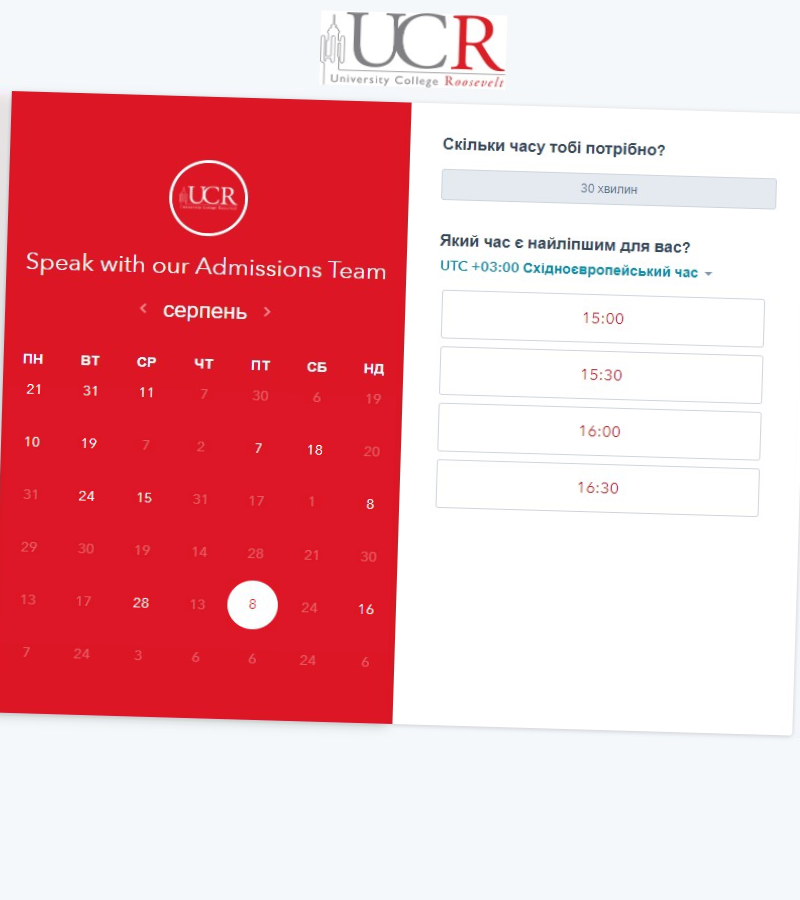 UCR
University College Roosevelt
UCR
University College Roosevelt
Speak with our Admissions Team
серпень
ПН ВТ СР ЧТ ПТ СБ НД
21 31 11 7 30 6 19
10 19 7 2 7 18 20
31 24 15 31 17 1 8
29 30 19 14 28 21 30
13 17 28 13 8 24 16
7 24 3 6 6 24 6
Скільки часу тобі потрібно?
30 хвилин
Який час є найліпшим для вас?
UTC +03:00 Східноєвропейський час
15:00
15:30
16:00
16:30